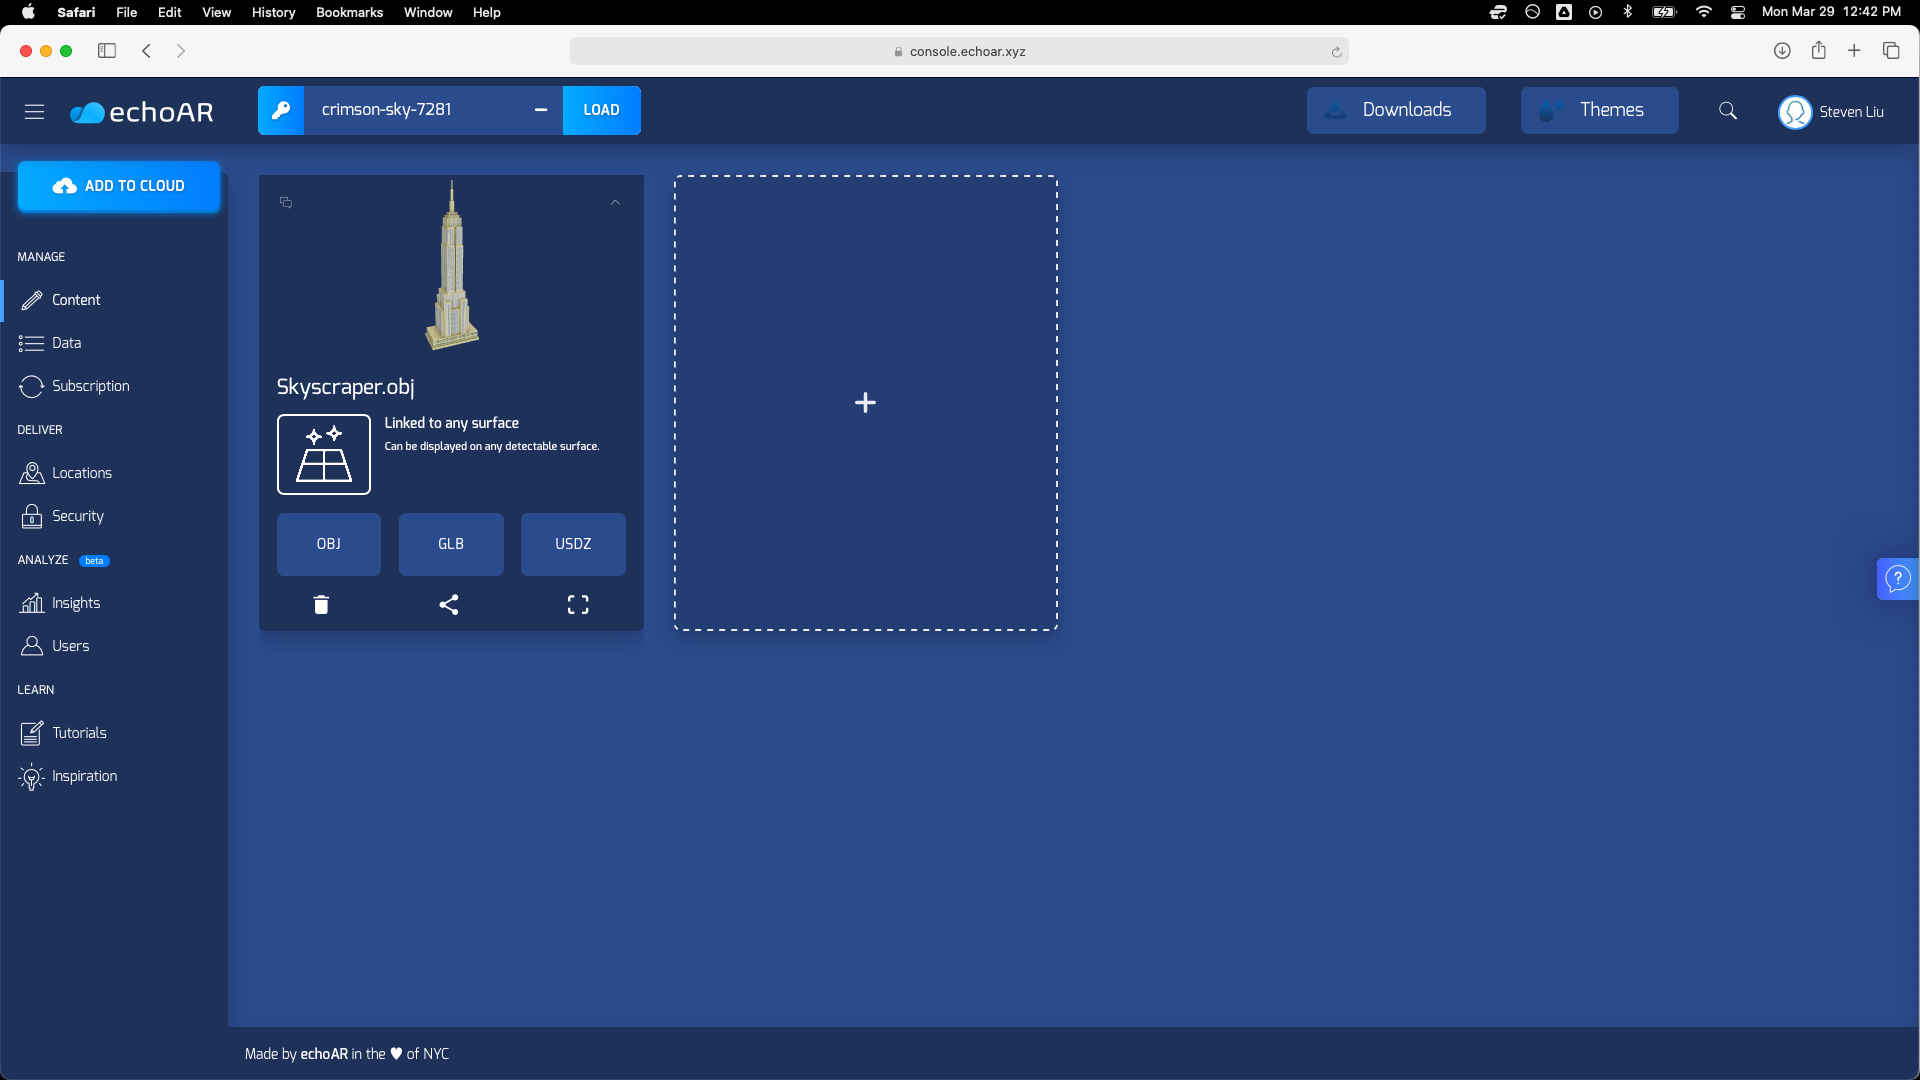 Safari File Edit View History Bookmarks Window Help Mon Mar 29 12:42 PM
console.echoar.xyz
echoAR crimson-sky-7281 LOAD Downloads Themes Steven Liu
ADD TO CLOUD
MANAGE
Content
Data
Subscription
DELIVER
Locations
Security
ANALYZE beta
Insights
Users
LEARN
Tutorials
Inspiration
Skyscraper.obj
Linked to any surface
Can be displayed on any detectable surface.
OBJ GLB USDZ
?
Made by echoAR in the ♥ of NYC